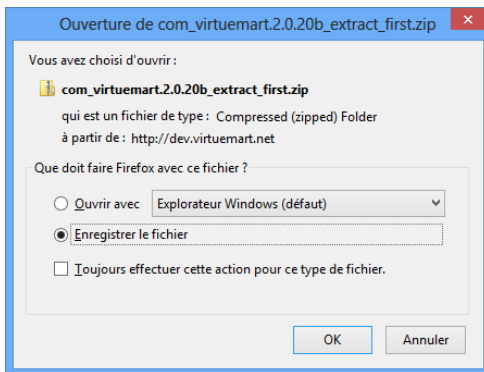 Ouverture de com_virtuemart.2.0.20b_extract_first.zip
Vous avez choisi d'ouvrir :
com_virtuemart.2.0.20b_extract_first.zip
qui est un fichier de type : Compressed (zipped) Folder
à partir de : http://dev.virtuemart.net
Que doit faire Firefox avec ce fichier ?
Ouvrir avec Explorateur Windows (défaut)
Enregistrer le fichier
Toujours effectuer cette action pour ce type de fichier.
OK Annuler